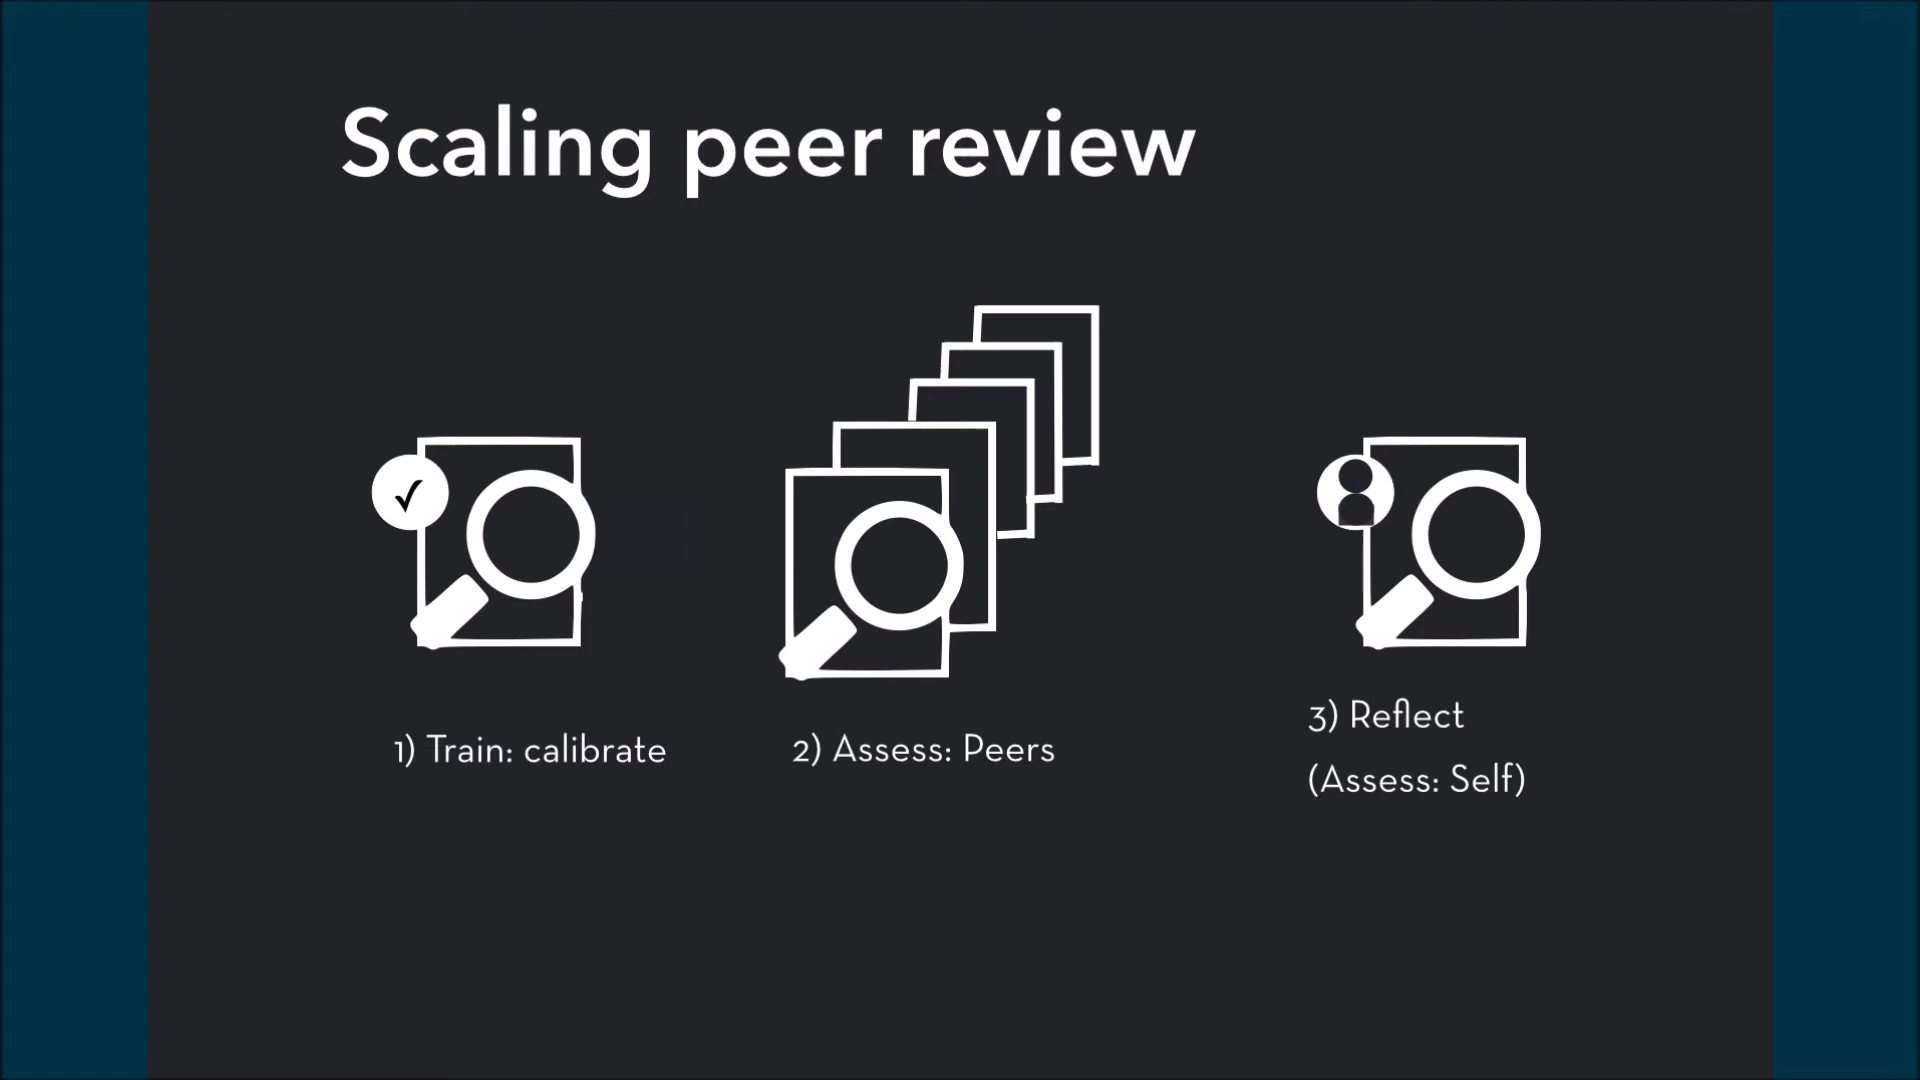 Scaling peer review
1) Train: calibrate
2) Assess: Peers
3) Reflect
(Assess: Self)